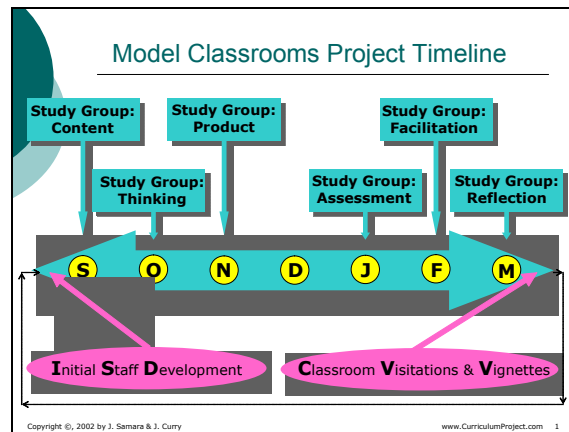 Model Classrooms Project Timeline
Study Group:
Content
Study Group:
Product
Study Group:
Facilitation
Study Group:
Thinking
Study Group:
Assessment
Study Group:
Reflection
S O N D J F M
Initial Staff Development
Classroom Visitations & Vignettes
Copyright ©, 2002 by J. Samara & J. Curry
www.CurriculumProject.com 1